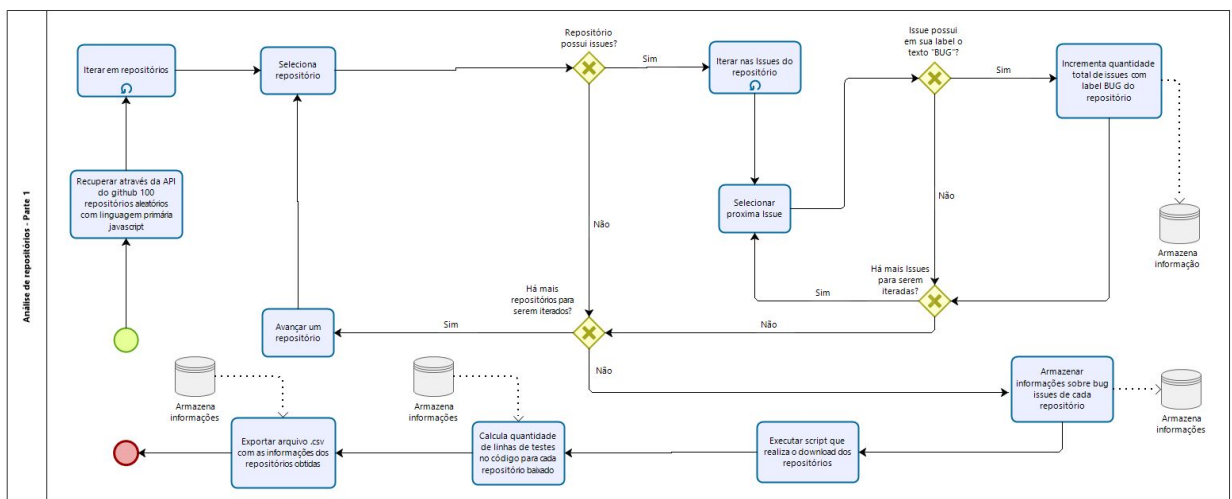 Análise de repositórios - Parte 1
Iterar em repositórios
Seleciona
repositório
Repositório
possui issues?
Sim
Iterar nas Issues do
repositório
Issue possui
em sua label o
texto "BUG"?
Sim
Incrementa quantidade
total de issues com
label BUG do
repositório
Recuperar através da API
do github 100
repositórios aleatórios
com linguagem primária
javascript
Selecionar
proxima Issue
Não
Não
Armazena
informação
Há mais
repositórios para
serem iterados?
Há mais Issues
para serem
iteradas?
Sim
Avançar um
repositório
Sim
Não
Não
Armazena
informações
Armazena
informações
Armazenar
informações sobre bug
issues de cada
repositório
Armazena
informações
Exportar arquivo .csv
com as informações dos
repositórios obtidas
Calcula quantidade
de linhas de testes
no código para cada
repositório baixado
Executar script que
realiza o download dos
repositórios